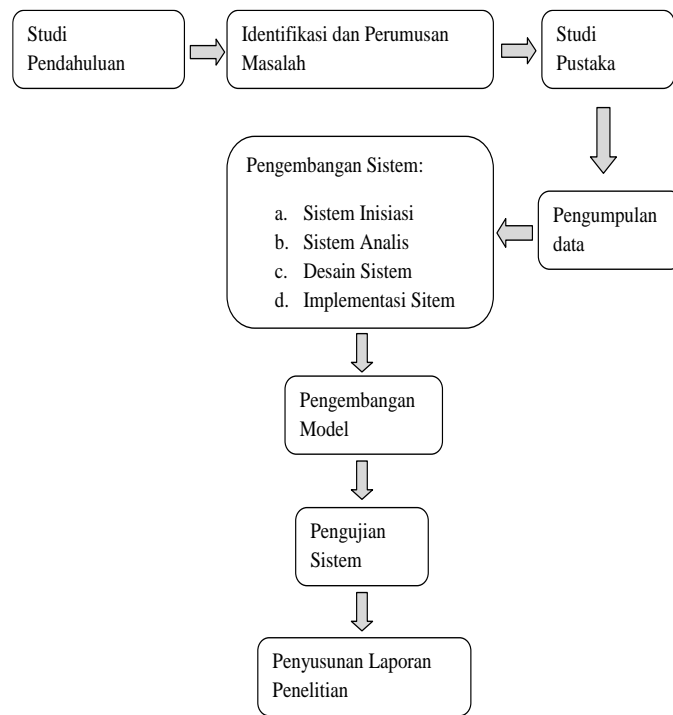 Studi
Pendahuluan
Identifikasi dan Perumusan
Masalah
Studi
Pustaka
Pengumpulan
data
Pengembangan Sistem:
a. Sistem Inisiasi
b. Sistem Analis
c. Desain Sistem
d. Implementasi Sitem
Pengembangan
Model
Pengujian
Sistem
Penyusunan Laporan
Penelitian